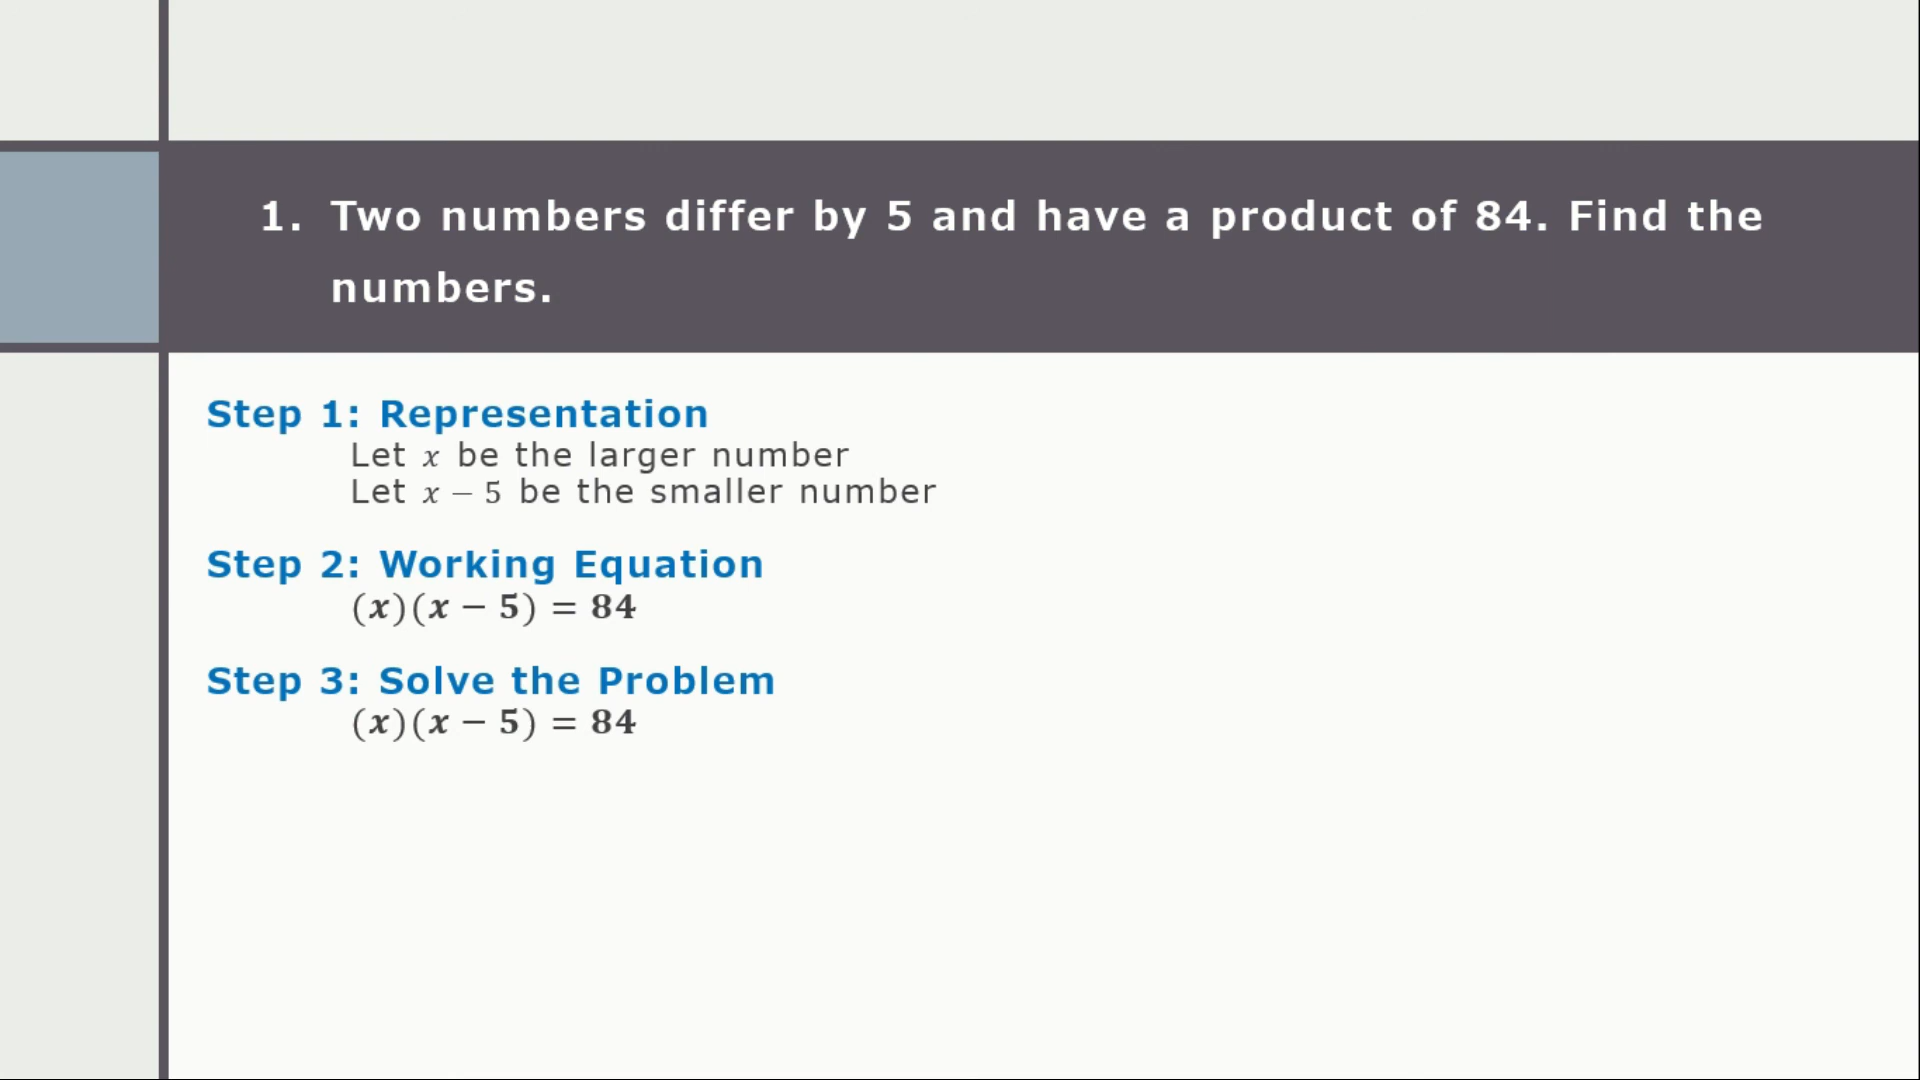 1. Two numbers differ by 5 and have a product of 84. Find the
numbers.
Step 1: Representation
Let x be the larger number
Let x − 5 be the smaller number
Step 2: Working Equation
(x)(x − 5) = 84
Step 3: Solve the Problem
(x)(x − 5) = 84